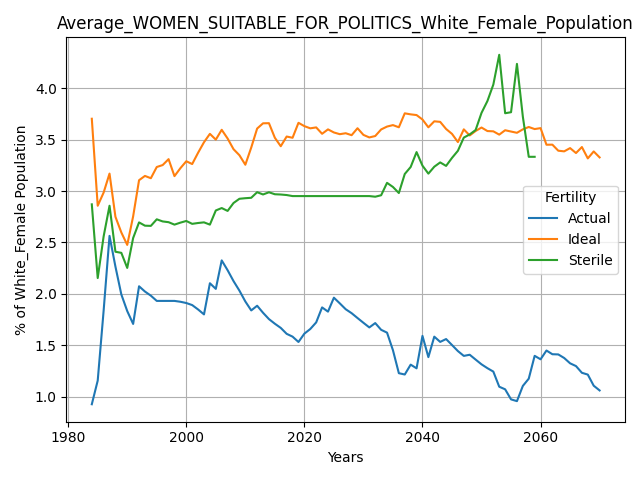 Average_WOMEN_SUITABLE_FOR_POLITICS_White_Female_Population
% of White_Female Population
4.0
3.5
3.0
2.5
2.0
1.5
1.0
Fertility
Actual
Ideal
Sterile
1980
2000
2020
2040
2060
Years